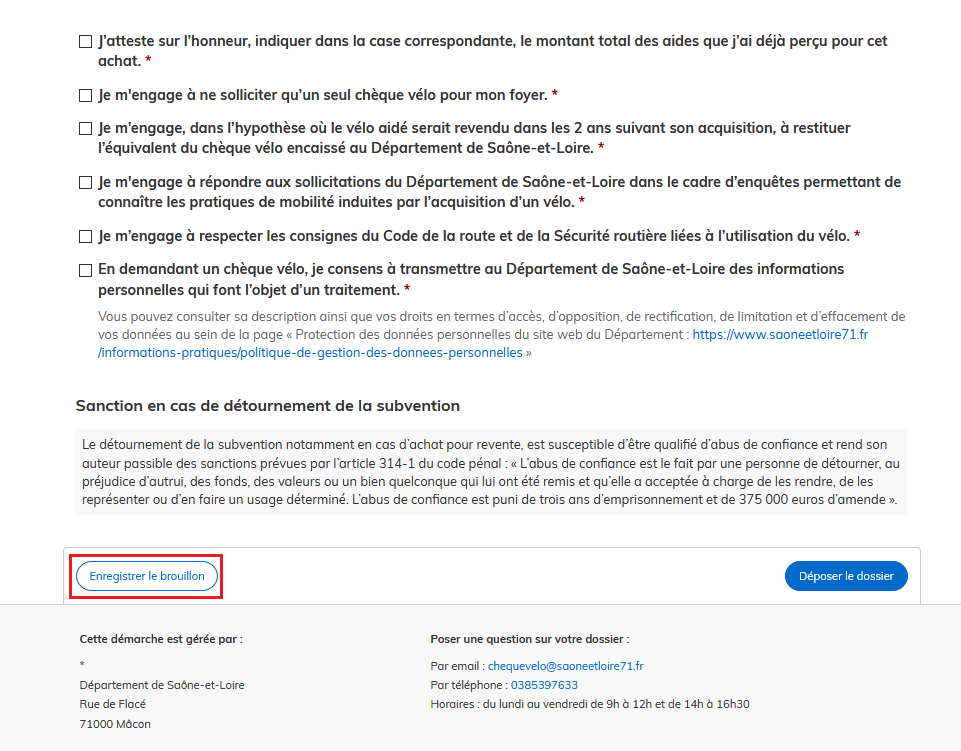 J’atteste sur l’honneur, indiquer dans la case correspondante, le montant total des aides que j’ai déjà perçu pour cet
achat. *
Je m'engage à ne solliciter qu’un seul chèque vélo pour mon foyer. *
Je m’engage, dans l’hypothèse où le vélo aidé serait revendu dans les 2 ans suivant son acquisition, à restituer
l’équivalent du chèque vélo encaissé au Département de Saône-et-Loire. *
Je m'engage à répondre aux sollicitations du Département de Saône-et-Loire dans le cadre d’enquêtes permettant de
connaître les pratiques de mobilité induites par l’acquisition d’un vélo. *
Je m’engage à respecter les consignes du Code de la route et de la Sécurité routière liées à l’utilisation du vélo. *
En demandant un chèque vélo, je consens à transmettre au Département de Saône-et-Loire des informations
personnelles qui font l’objet d’un traitement. *
Vous pouvez consulter sa description ainsi que vos droits en termes d’accès, d’opposition, de rectification, de limitation et d’effacement de
vos données au sein de la page « Protection des données personnelles du site web du Département : https://www.saoneetloire71.fr
/informations-pratiques/politique-de-gestion-des-donnees-personnelles »
Sanction en cas de détournement de la subvention
Le détournement de la subvention notamment en cas d’achat pour revente, est susceptible d’être qualifié d’abus de confiance et rend son
auteur passible des sanctions prévues par l’article 314-1 du code pénal : « L’abus de confiance est le fait par une personne de détourner, au
préjudice d’autrui, des fonds, des valeurs ou un bien quelconque qui lui ont été remis et qu’elle a acceptée à charge de les rendre, de les
représenter ou d’en faire un usage déterminé. L’abus de confiance est puni de trois ans d’emprisonnement et de 375 000 euros d’amende ».
Enregistrer le brouillon
Déposer le dossier
Cette démarche est gérée par :
*
Département de Saône-et-Loire
Rue de Flacé
71000 Mâcon
Poser une question sur votre dossier :
Par email : chequevelo@saoneetloire71.fr
Par téléphone : 0385397633
Horaires : du lundi au vendredi de 9h à 12h et de 14h à 16h30